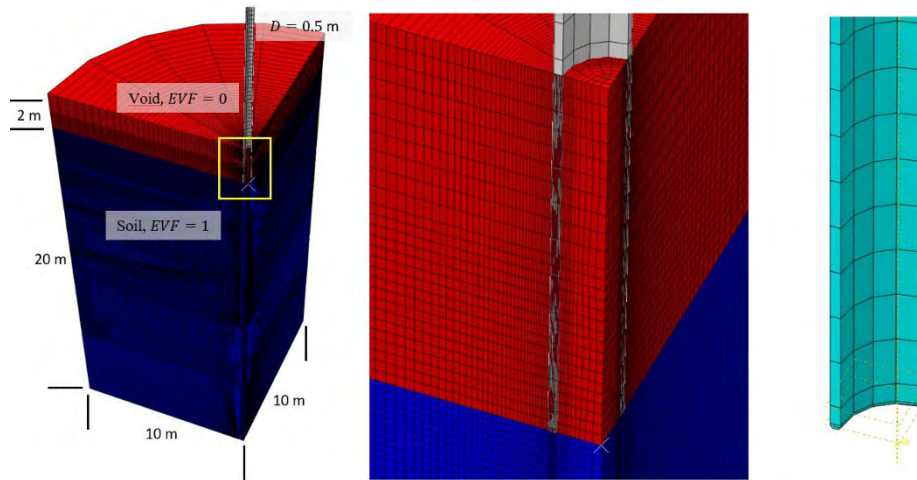 D = 0.5 m
Void, EVF = 0
2 m
Soil, EVF = 1
20 m
10 m
10 m